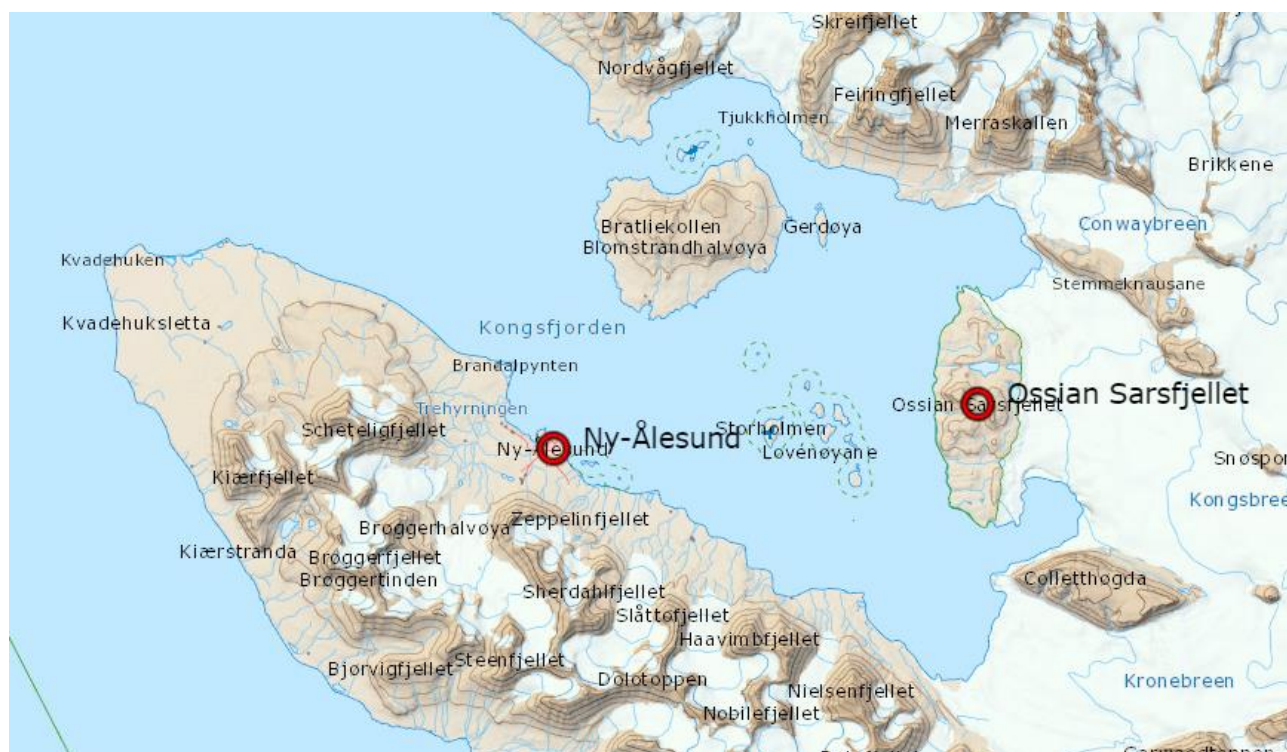 Skreifjellet
Nordvågfjellet
Feiringfjellet
Tjukkholmen
Merraskallen
Brikkene
Bratliekollen
Gerdøya
Conwaybreen
Blomstrandhalvøya
Kvadehuken
Stemmeknausane
Kvadehuksletta
Kongsfjorden
Brandalpynten
Ossian Sarsfjellet
Ossian Sarsfjellet
Trehyrningen
Scheteligfjellet
Storholmen
Ny-Ålesund
Ny-Ålesund
Lovénøyane
Snøspor
Kiærfjellet
Kongsbree
Zeppelinfjellet
Brøggerhalvøya
Kiærstranda
Brøggerfjellet
Brøggertinden
Colletthøgda
Sherdahlfjellet
Slåttofjellet
Haavimbfjellet
Steenfjellet
Bjørvigfjellet
Dolotoppen
Kronebreen
Nielsenfjellet
Nobilefjellet